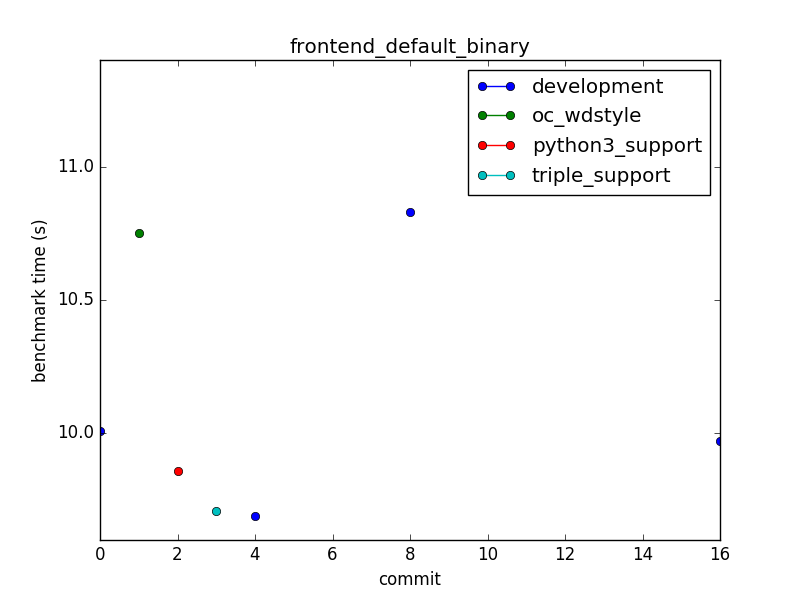 frontend_default_binary
development
oc_wdstyle
python3_support
triple_support
11.0
10.5
10.0
benchmark time (s)
0 2 4 6 8 10 12 14 16
commit